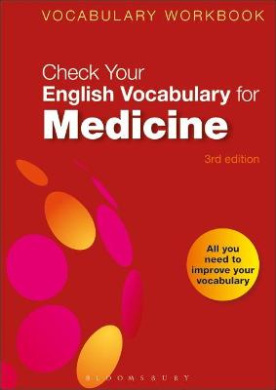 VOCABULARY WORKBOOK
Check Your
English Vocabulary for
Medicine
3rd edition
All you
need to
improve your
vocabulary
BLOOMSBURY